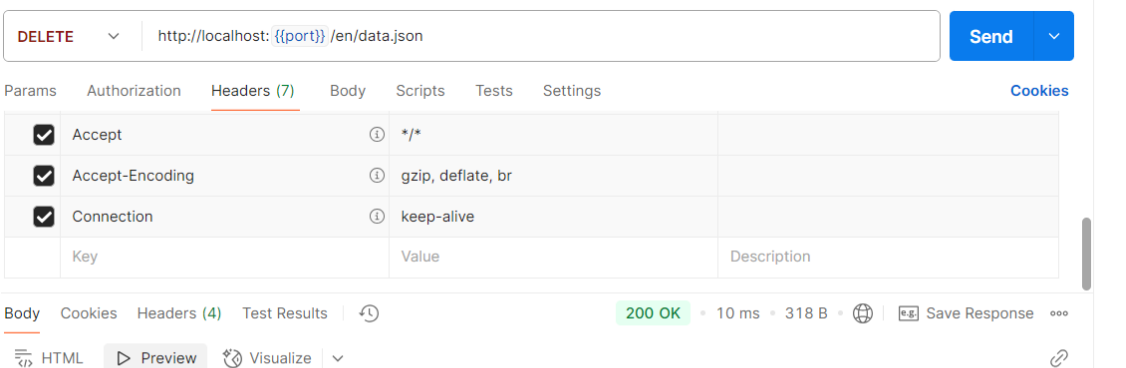 DELETE http://localhost: {{port}} /en/data.json Send
Params Authorization Headers (7) Body Scripts Tests Settings Cookies
Accept */*
Accept-Encoding gzip, deflate, br
Connection keep-alive
Key Value Description
Body Cookies Headers (4) Test Results 200 OK 10 ms 318 B e.g. Save Response
HTML Preview Visualize